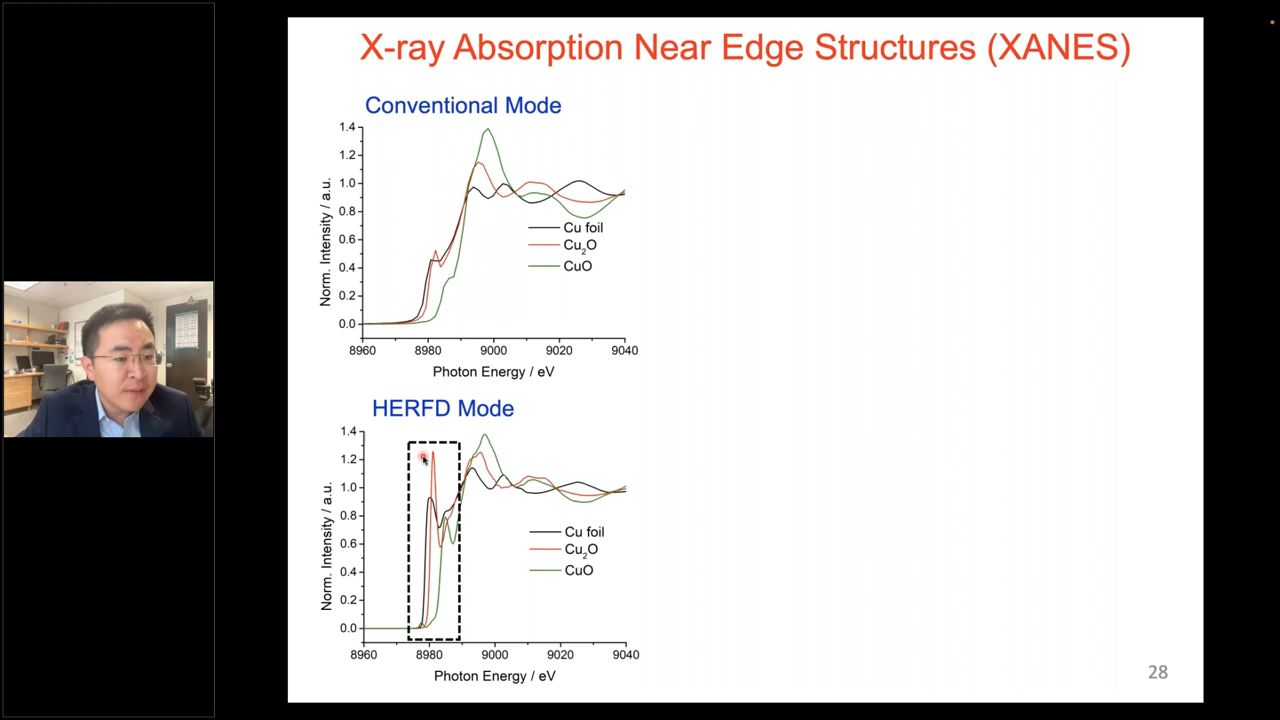 X-ray Absorption Near Edge Structures (XANES)
Conventional Mode
1.4
1.2
1.0
0.8
0.6
0.4
0.2
0.0
Norm. Intensity / a.u.
Cu foil
Cu2O
CuO
8960 8980 9000 9020 9040
Photon Energy / eV
HERFD Mode
1.4
1.2
1.0
0.8
0.6
0.4
0.2
0.0
Norm. Intensity / a.u.
Cu foil
Cu2O
CuO
8960 8980 9000 9020 9040
Photon Energy / eV
28